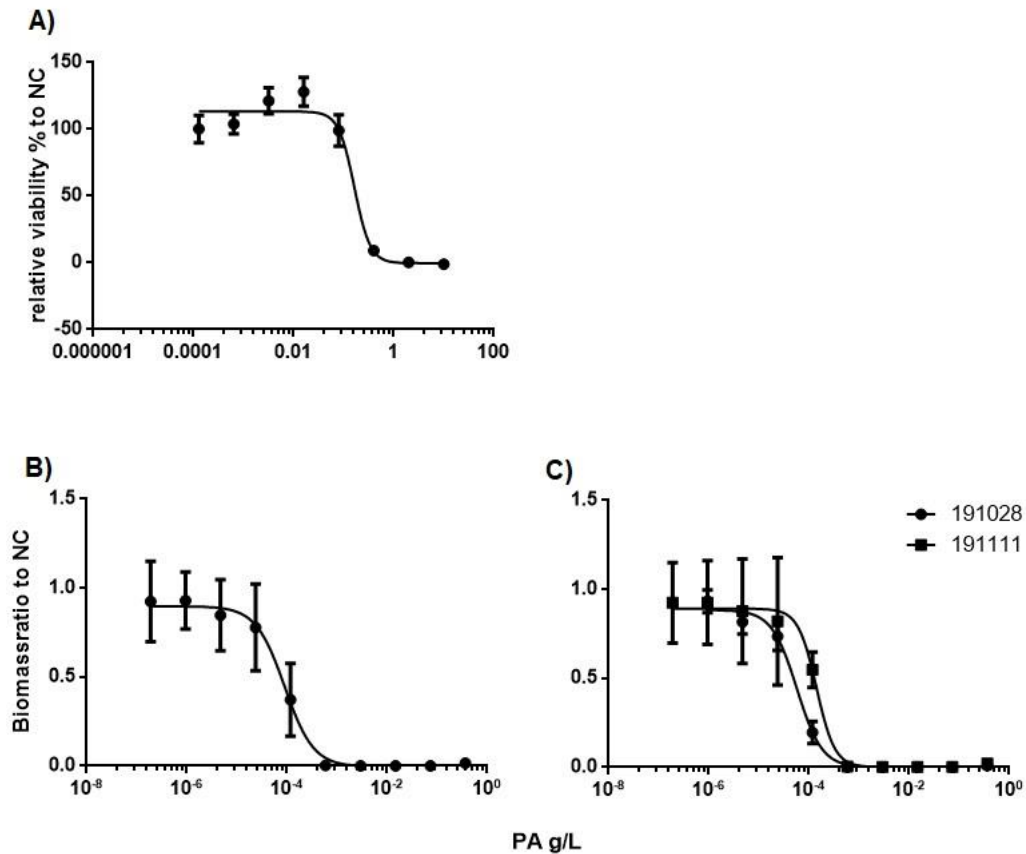 A)
150
100
50
0
-50
relative viability % to NC
0.000001 0.0001 0.01 1 100
B)
1.5
1.0
0.5
0.0
Biomassratio to NC
10-8 10-6 10-4 10-2 100
C)
1.5
1.0
0.5
0.0
191028
191111
10-8 10-6 10-4 10-2 100
PA g/L